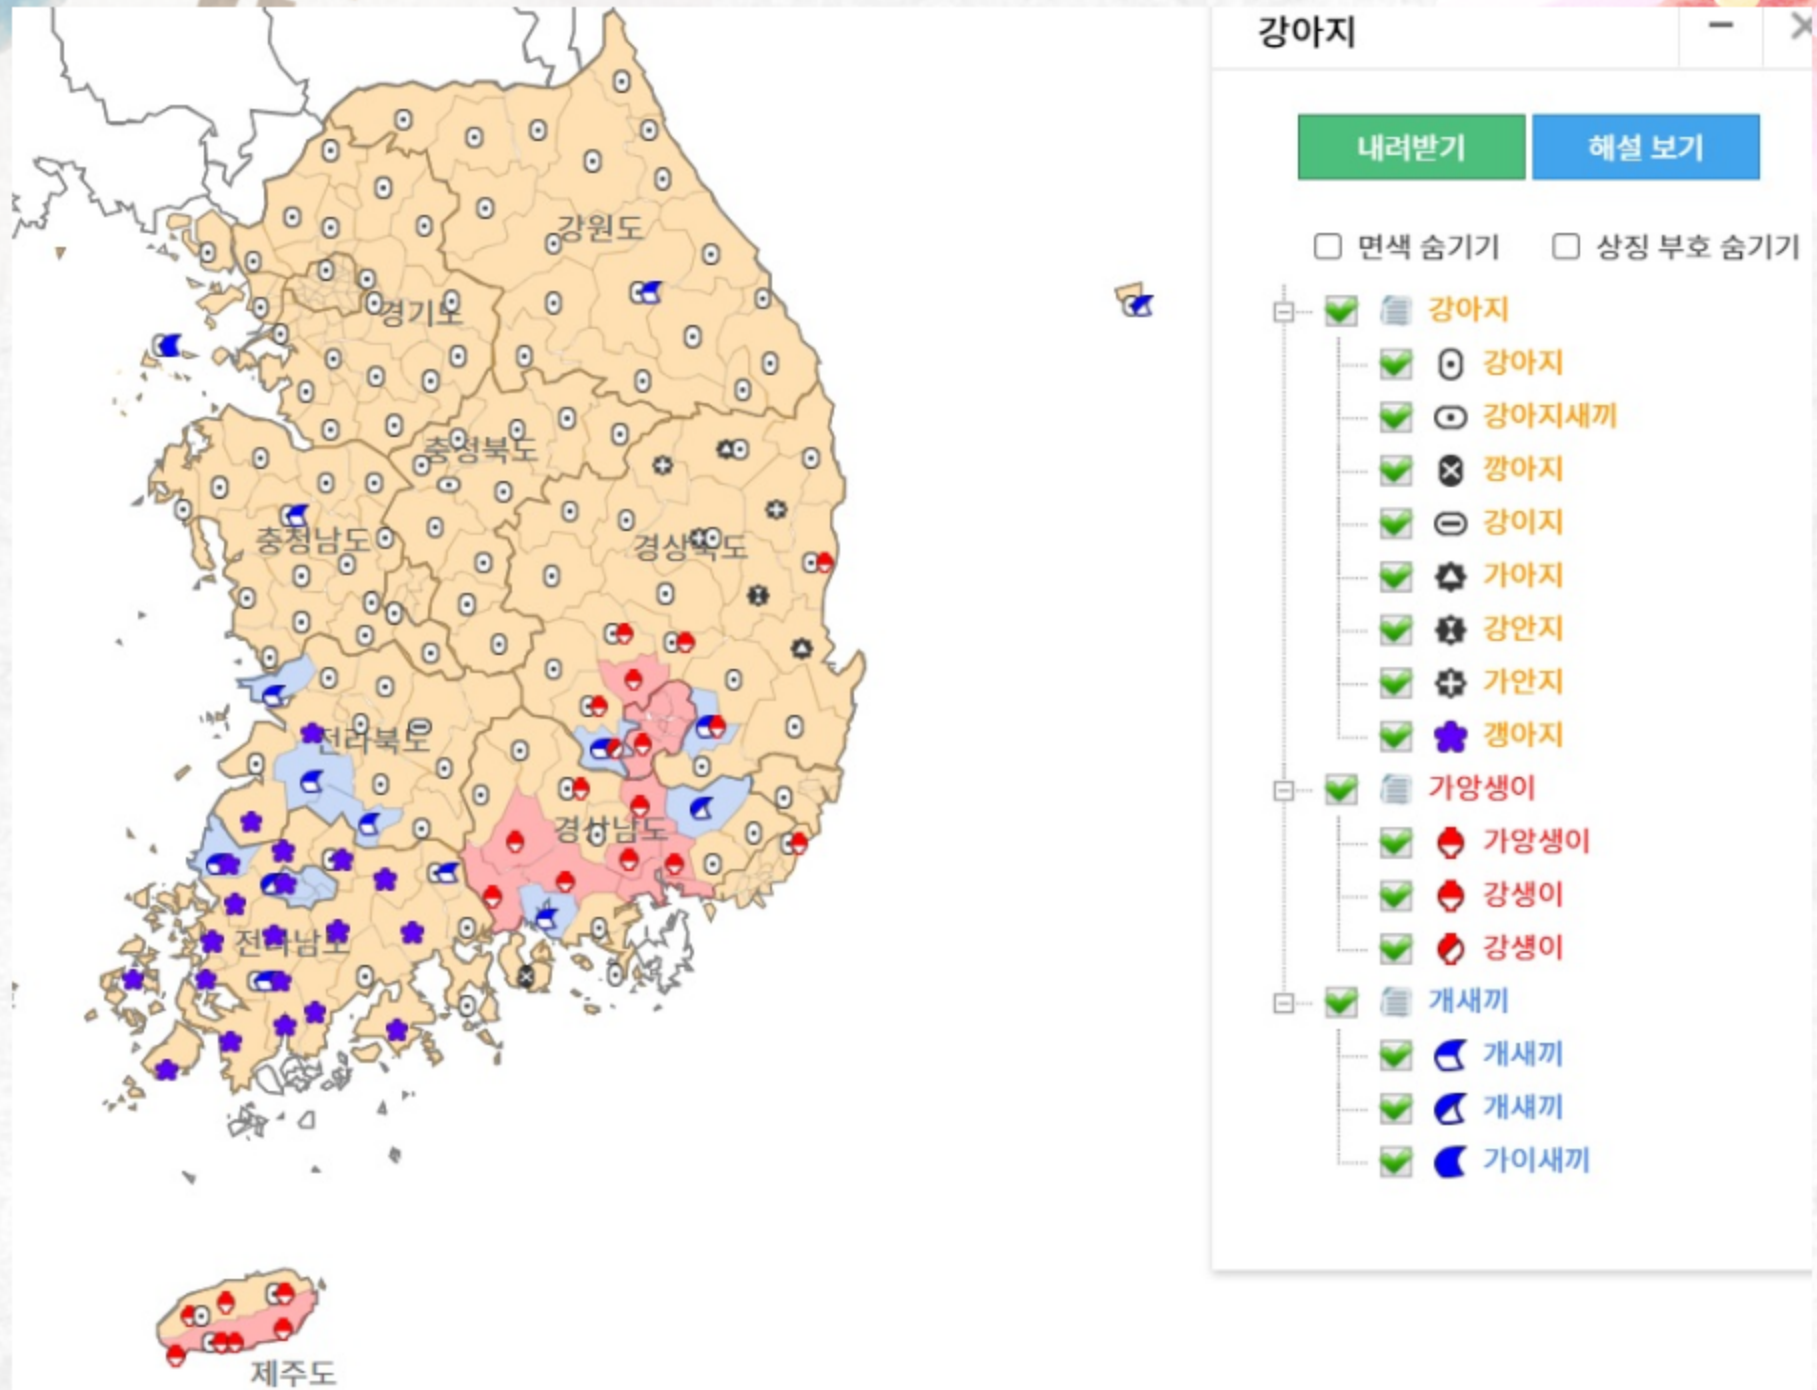 강아지
내려받기 해설 보기
면색 숨기기 상징 부호 숨기기
강아지
강아지
강아지새끼
깡아지
강이지
가아지
강안지
가안지
갱아지
가앙생이
가앙생이
강생이
강섕이
개새끼
개새끼
개섀끼
가이새끼
강원도
경기도
충청북도
충청남도
경상북도
전라북도
경상남도
전라남도
제주도